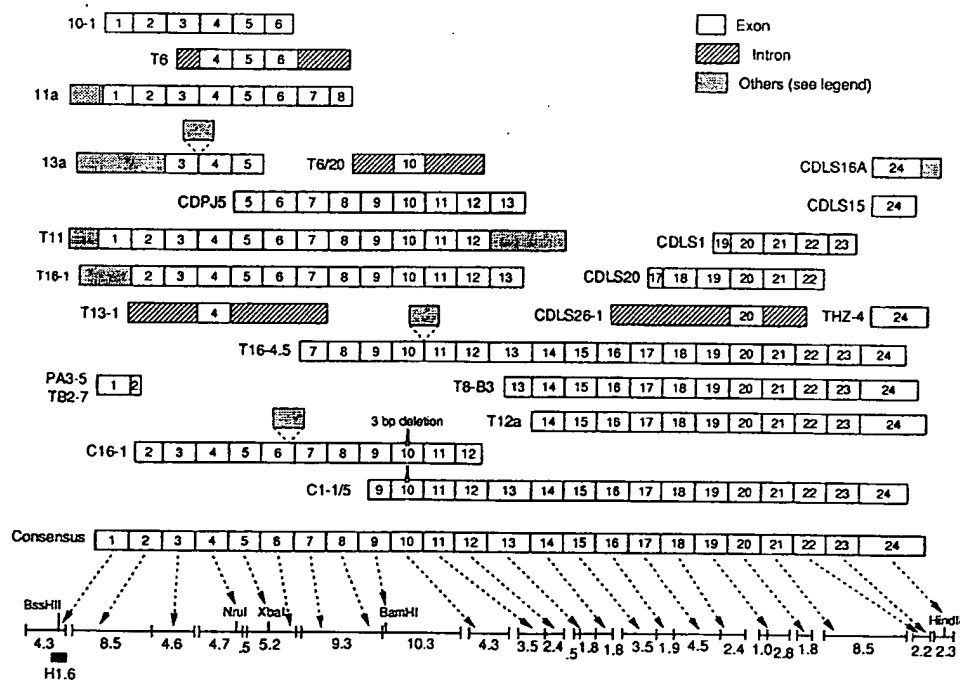 10-1 1 2 3 4 5 6
Exon
T6 4 5 6
Intron
11a 1 2 3 4 5 6 7 8
Others (see legend)
13a 3 4 5
T6/20 10
CDLS16A 24
CDPJ5 5 6 7 8 9 10 11 12 13
CDLS15 24
T11 1 2 3 4 5 6 7 8 9 10 11 12
CDLS1 19 20 21 22 23
T16-1 2 3 4 5 6 7 8 9 10 11 12 13
CDLS20 17 18 19 20 21 22
T13-1 4
CDLS26-1 20
THZ-4 24
T16-4.5 7 8 9 10 11 12 13 14 15 16 17 18 19 20 21 22 23 24
PA3-5
TB2-7
1 2
T8-B3 13 14 15 16 17 18 19 20 21 22 23 24
T12a 14 15 16 17 18 19 20 21 22 23 24
3 bp deletion
C16-1 2 3 4 5 6 7 8 9 10 11 12
C1-1/5 9 10 11 12 13 14 15 16 17 18 19 20 21 22 23 24
Consensus 1 2 3 4 5 6 7 8 9 10 11 12 13 14 15 16 17 18 19 20 21 22 23 24
BssHII NruI XbaI BamHI
4.3 8.5 4.6 4.7 .5 5.2 9.3 10.3 4.3 3.5 2.4 .5 1.8 1.8 3.5 1.9 4.5 2.4 1.0 2.8 1.8 8.5 2.2 2.3
H1.6